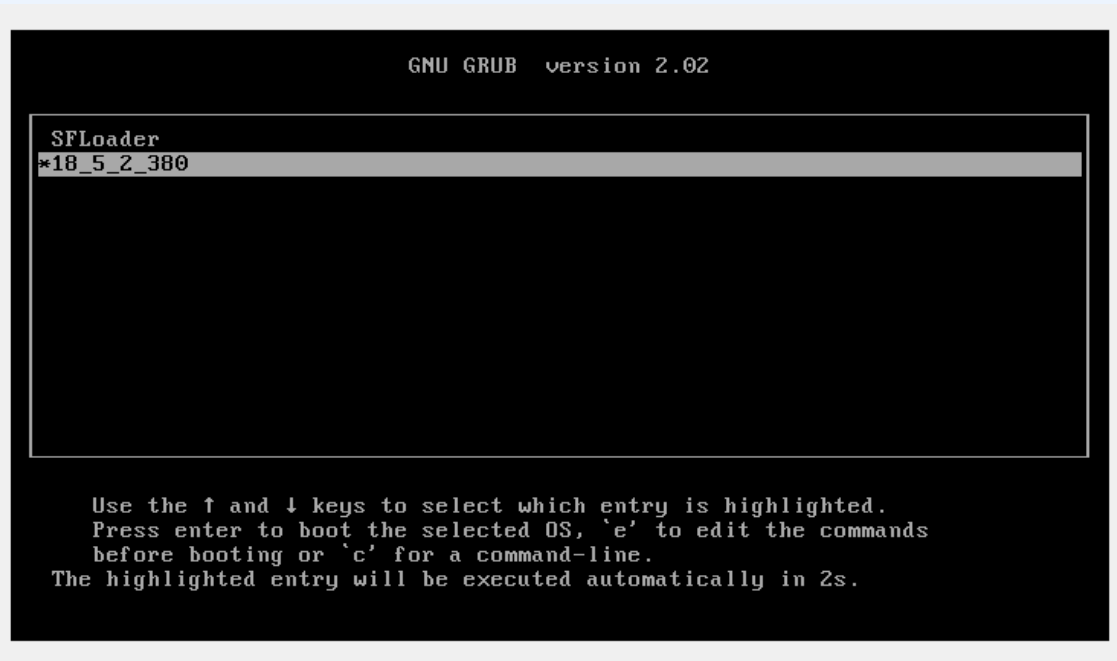 GNU GRUB  version 2.02
SFLoader
*18_5_2_380
Use the ↑ and ↓ keys to select which entry is highlighted.
Press enter to boot the selected OS, `e' to edit the commands
before booting or `c' for a command-line.
The highlighted entry will be executed automatically in 2s.